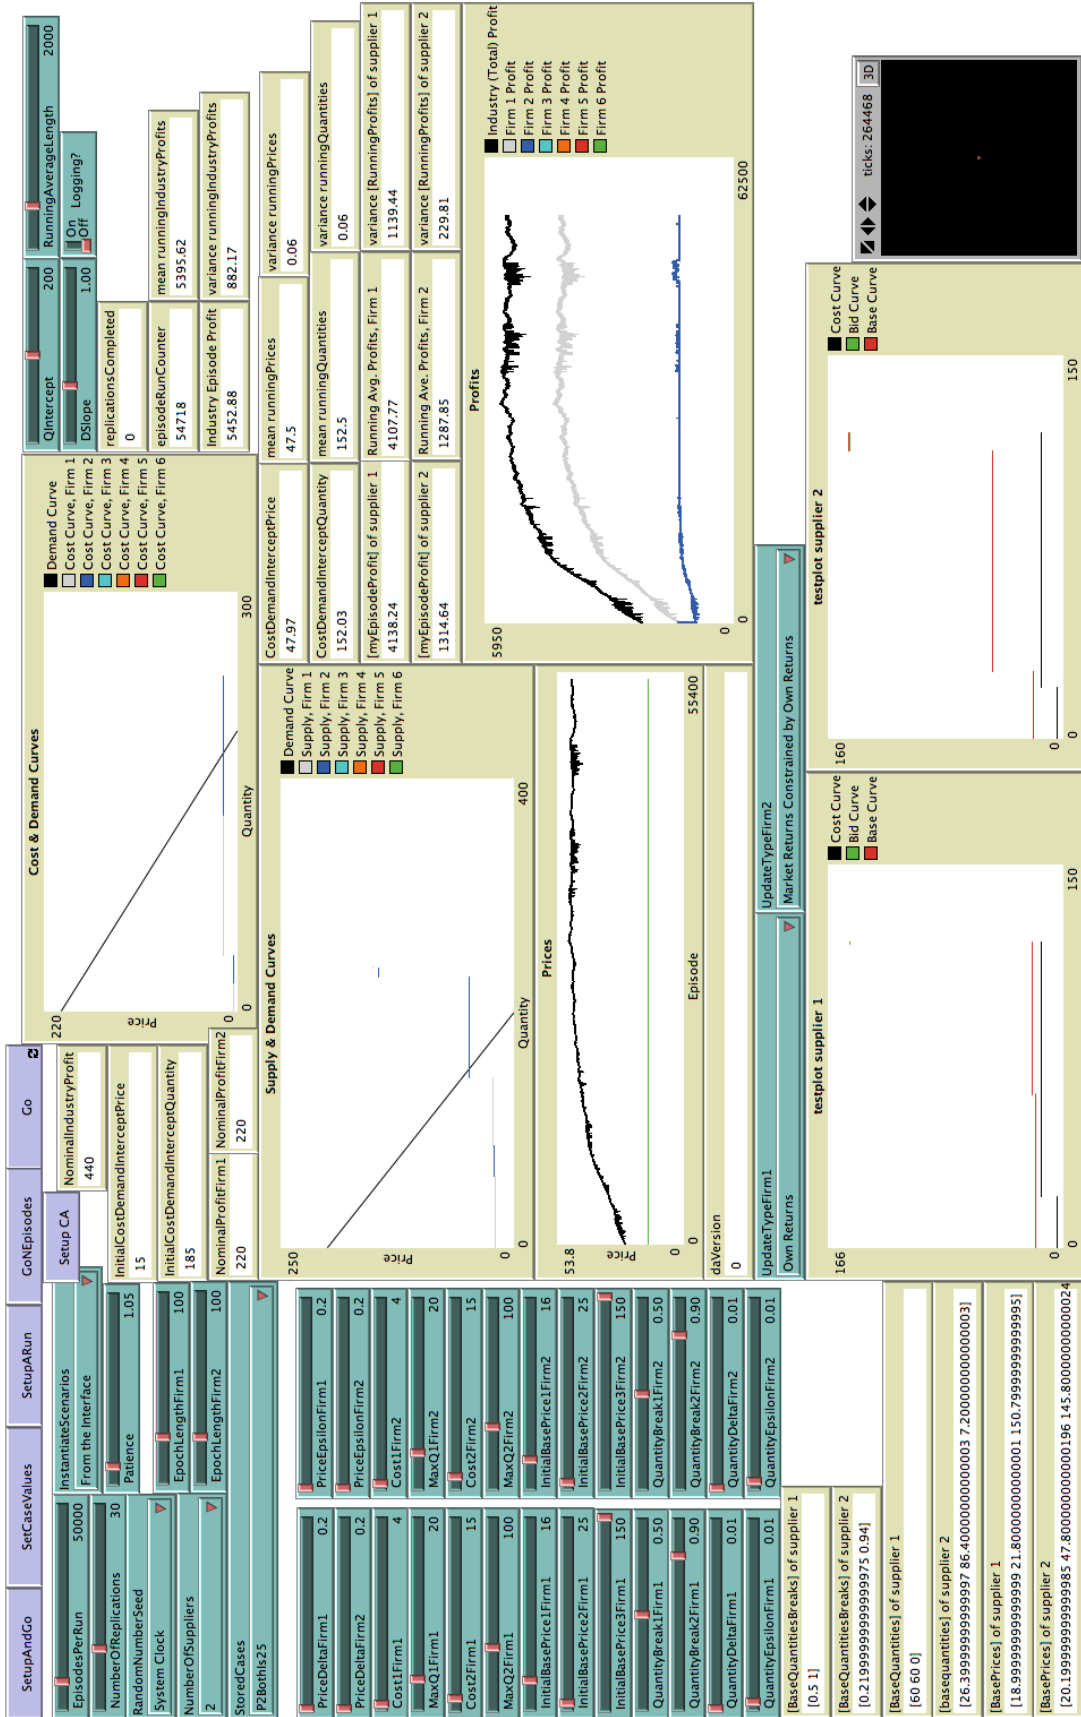 SetupAndGo
SetCaseValues
SetupARun
GoNEpisodes
Go
EpisodesPerRun 50000
NumberOfReplications 30
RandomNumberSeed
System Clock
NumberOfSuppliers
2
StoredCases
P2BothIs25
InstantiateScenarios
From the Interface
Patience 1.05
EpochLengthFirm1 100
EpochLengthFirm2 100
Setup CA
NominalIndustryProfit
440
InitialCostDemandInterceptPrice
15
InitialCostDemandInterceptQuantity
185
NominalProfitFirm1
220
NominalProfitFirm2
220
Cost & Demand Curves
220
Price
0
0
Quantity
300
Demand Curve
Cost Curve, Firm 1
Cost Curve, Firm 2
Cost Curve, Firm 3
Cost Curve, Firm 4
Cost Curve, Firm 5
Cost Curve, Firm 6
QIntercept 200
RunningAverageLength 2000
DSlope 1.00
On
Off
Logging?
replicationsCompleted
0
episodeRunCounter
54718
mean runningIndustryProfits
5395.62
Industry Episode Profit
5452.88
variance runningIndustryProfits
882.17
PriceDeltaFirm1 0.2
PriceDeltaFirm2 0.2
Cost1Firm1 4
MaxQ1Firm1 20
Cost2Firm1 15
MaxQ2Firm1 100
InitialBasePrice1Firm1 16
InitialBasePrice2Firm1 25
InitialBasePrice3Firm1 150
QuantityBreak1Firm1 0.50
QuantityBreak2Firm1 0.90
QuantityDeltaFirm1 0.01
QuantityEpsilonFirm1 0.01
PriceEpsilonFirm1 0.2
PriceEpsilonFirm2 0.2
Cost1Firm2 4
MaxQ1Firm2 20
Cost2Firm2 15
MaxQ2Firm2 100
InitialBasePrice1Firm2 16
InitialBasePrice2Firm2 25
InitialBasePrice3Firm2 150
QuantityBreak1Firm2 0.50
QuantityBreak2Firm2 0.90
QuantityDeltaFirm2 0.01
QuantityEpsilonFirm2 0.01
Supply & Demand Curves
250
Price
0
0
Quantity
400
Demand Curve
Supply, Firm 1
Supply, Firm 2
Supply, Firm 3
Supply, Firm 4
Supply, Firm 5
Supply, Firm 6
CostDemandInterceptPrice
47.97
mean runningPrices
47.5
variance runningPrices
0.06
CostDemandInterceptQuantity
152.03
mean runningQuantities
152.5
variance runningQuantities
0.06
[myEpisodeProfit] of supplier 1
4138.24
Running Avg. Profits, Firm 1
4107.77
variance [RunningProfits] of supplier 1
1139.44
[myEpisodeProfit] of supplier 2
1314.64
Running Ave. Profits, Firm 2
1287.85
variance [RunningProfits] of supplier 2
229.81
Prices
53.8
Price
0
0
Episode
55400
Profits
5950
0
0
62500
Industry (Total) Profit
Firm 1 Profit
Firm 2 Profit
Firm 3 Profit
Firm 4 Profit
Firm 5 Profit
Firm 6 Profit
daVersion
0
UpdateTypeFirm1
Own Returns
UpdateTypeFirm2
Market Returns Constrained by Own Returns
[BaseQuantitiesBreaks] of supplier 1
[0.5 1]
[BaseQuantitiesBreaks] of supplier 2
[0.21999999999999975 0.94]
[BaseQuantities] of supplier 1
[60 60 0]
[Basequantities] of supplier 2
[BasePrices] of supplier 1
[BasePrices] of supplier 2
testplot supplier 1
166
0
0
150
Cost Curve
Bid Curve
Base Curve
testplot supplier 2
160
0
0
150
Cost Curve
Bid Curve
Base Curve
ticks: 264468
3D